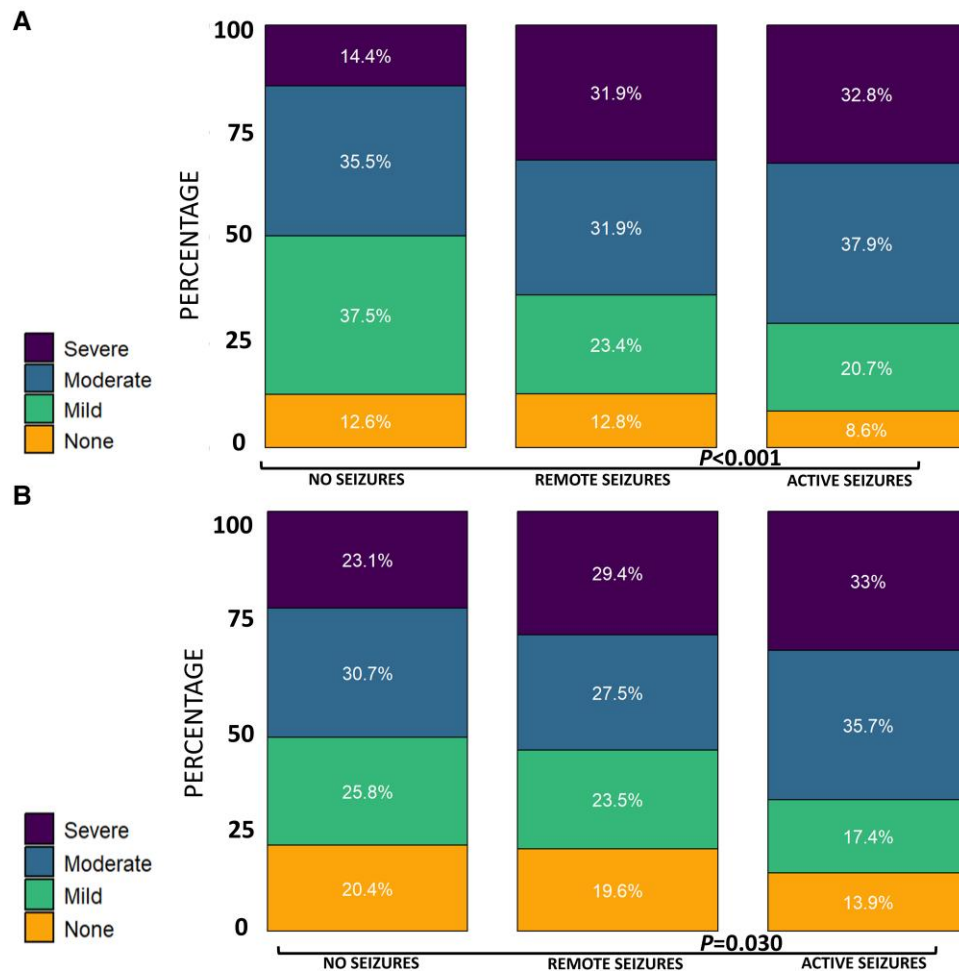 A
100
75
50
25
0
PERCENTAGE
Severe
Moderate
Mild
None
14.4%
35.5%
37.5%
12.6%
31.9%
31.9%
23.4%
12.8%
32.8%
37.9%
20.7%
8.6%
P<0.001
NO SEIZURES
REMOTE SEIZURES
ACTIVE SEIZURES
B
100
75
50
25
0
PERCENTAGE
Severe
Moderate
Mild
None
23.1%
30.7%
25.8%
20.4%
29.4%
27.5%
23.5%
19.6%
33%
35.7%
17.4%
13.9%
P=0.030
NO SEIZURES
REMOTE SEIZURES
ACTIVE SEIZURES